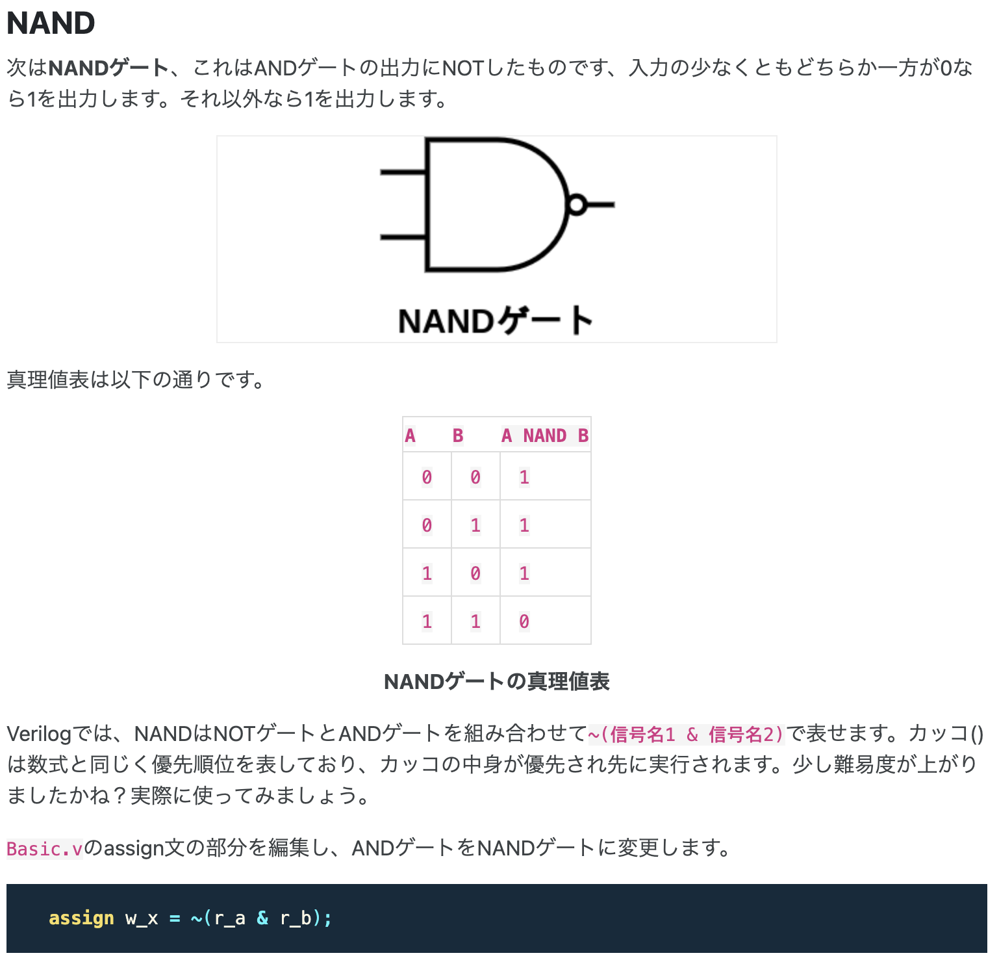 NAND
次はNANDゲート、これはANDゲートの出力にNOTしたものです、入力の少なくともどちらか一方が0な
ら1を出力します。それ以外なら1を出力します。
NANDゲート
真理値表は以下の通りです。
A B A NAND B
0 0 1
0 1 1
1 0 1
1 1 0
NANDゲートの真理値表
Verilogでは、NANDはNOTゲートとANDゲートを組み合わせて~(信号名1 & 信号名2)で表せます。カッコ()
は数式と同じく優先順位を表しており、カッコの中身が優先され先に実行されます。少し難易度が上がり
ましたかね？実際に使ってみましょう。
Basic.vのassign文の部分を編集し、ANDゲートをNANDゲートに変更します。
assign w_x = ~(r_a & r_b);